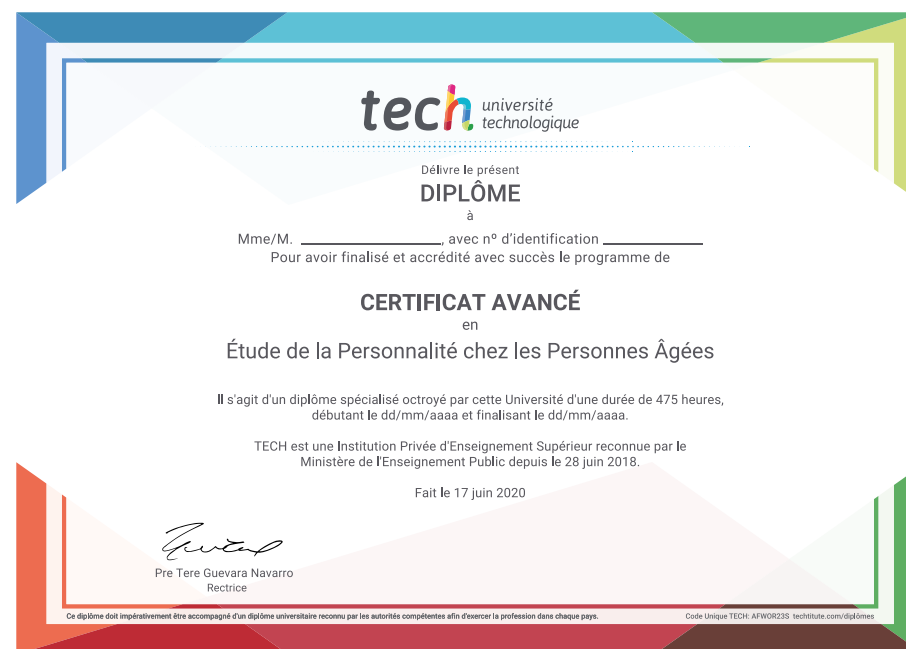 tech université
technologique
Délivre le présent
DIPLÔME
à
Mme/M. ____________________, avec nº d'identification ______________
Pour avoir finalisé et accrédité avec succès le programme de
CERTIFICAT AVANCÉ
en
Étude de la Personnalité chez les Personnes Âgées
Il s'agit d'un diplôme spécialisé octroyé par cette Université d'une durée de 475 heures,
débutant le dd/mm/aaaa et finalisant le dd/mm/aaaa.
TECH est une Institution Privée d'Enseignement Supérieur reconnue par le
Ministère de l'Enseignement Public depuis le 28 juin 2018.
Fait le 17 juin 2020
Pre Tere Guevara Navarro
Rectrice
Ce diplôme doit impérativement être accompagné d'un diplôme universitaire reconnu par les autorités compétentes afin d'exercer la profession dans chaque pays.
Code Unique TECH: AFWOR23S techtitute.com/diplômes